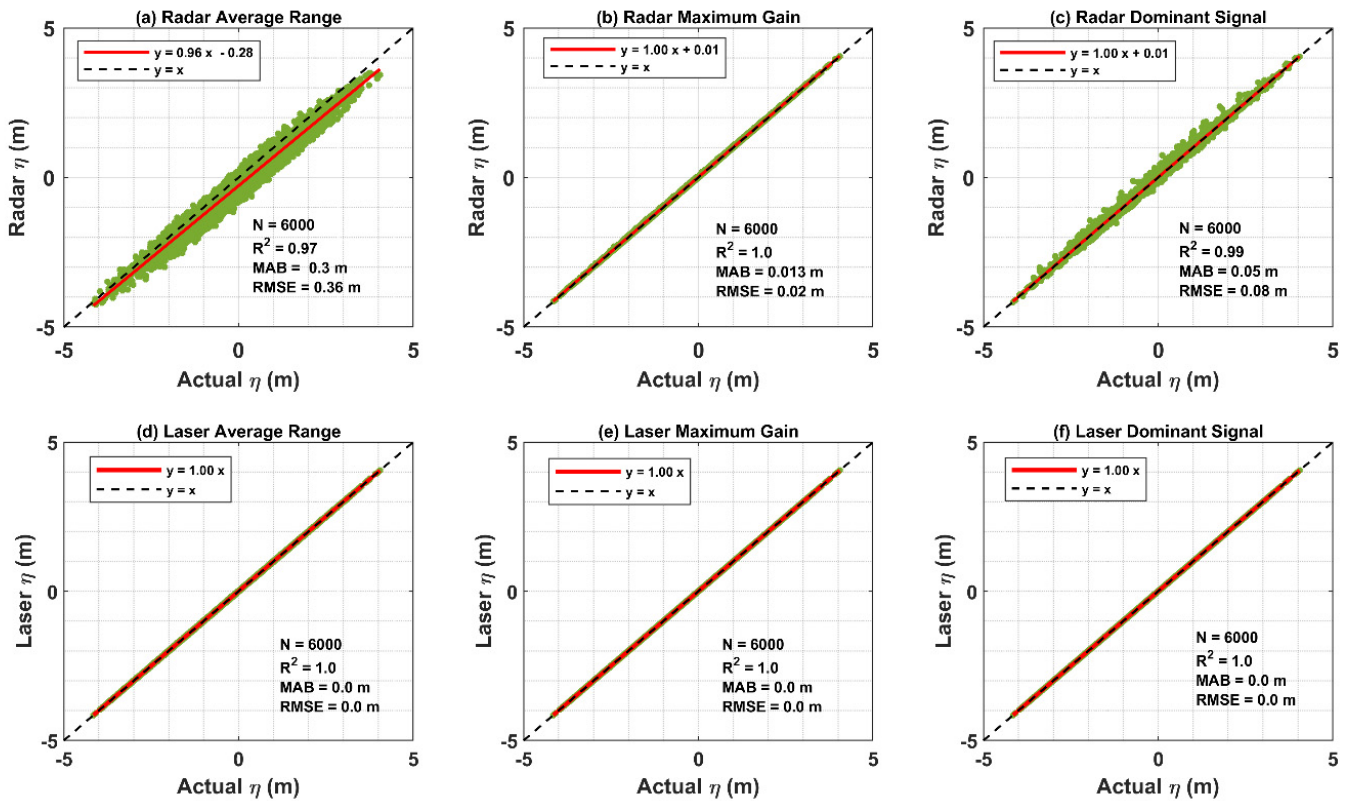 (a) Radar Average Range
y = 0.96 x - 0.28
y = x
5
0
-5
Radar η (m)
N = 6000
R² = 0.97
MAB = 0.3 m
RMSE = 0.36 m
-5 0 5
Actual η (m)
(b) Radar Maximum Gain
y = 1.00 x + 0.01
y = x
5
0
-5
Radar η (m)
N = 6000
R² = 1.0
MAB = 0.013 m
RMSE = 0.02 m
-5 0 5
Actual η (m)
(c) Radar Dominant Signal
y = 1.00 x + 0.01
y = x
5
0
-5
Radar η (m)
N = 6000
R² = 0.99
MAB = 0.05 m
RMSE = 0.08 m
-5 0 5
Actual η (m)
(d) Laser Average Range
y = 1.00 x
y = x
5
0
-5
Laser η (m)
N = 6000
R² = 1.0
MAB = 0.0 m
RMSE = 0.0 m
-5 0 5
Actual η (m)
(e) Laser Maximum Gain
y = 1.00 x
y = x
5
0
-5
Laser η (m)
N = 6000
R² = 1.0
MAB = 0.0 m
RMSE = 0.0 m
-5 0 5
Actual η (m)
(f) Laser Dominant Signal
y = 1.00 x
y = x
5
0
-5
Laser η (m)
N = 6000
R² = 1.0
MAB = 0.0 m
RMSE = 0.0 m
-5 0 5
Actual η (m)